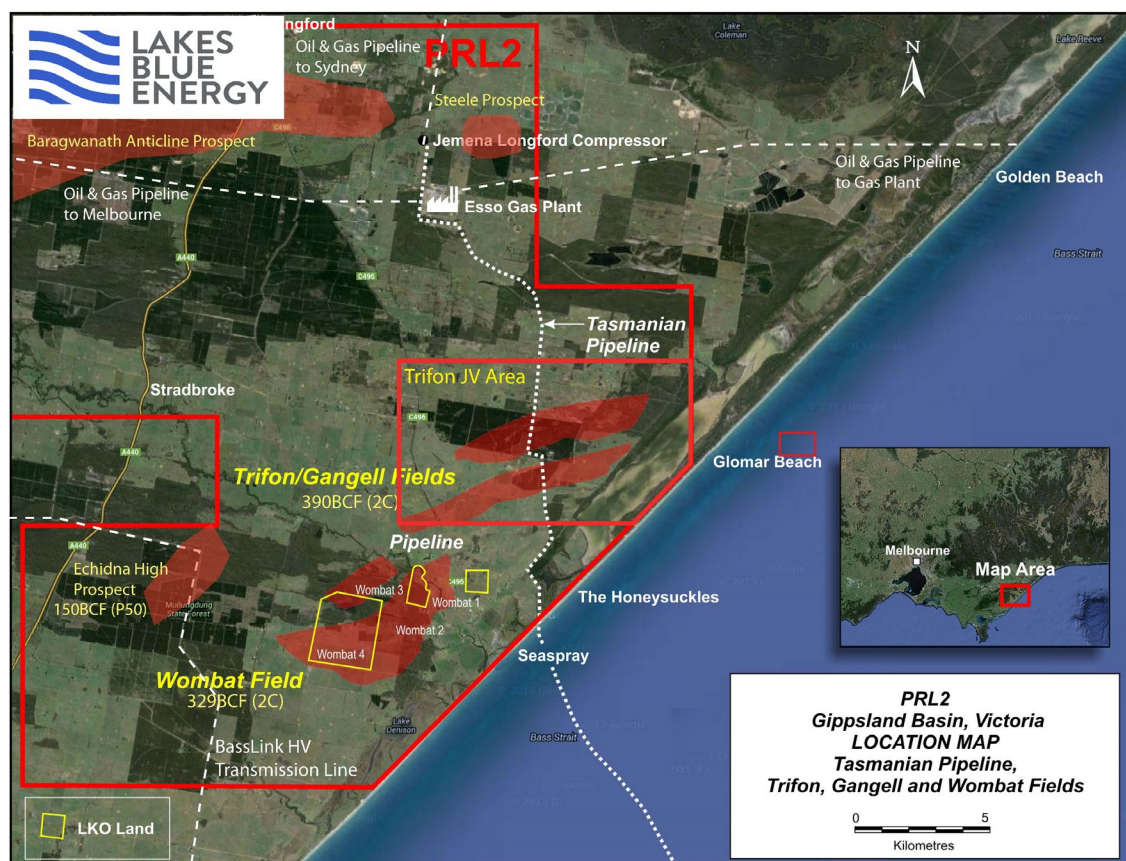 LAKES
BLUE
ENERGY
ngford
Oil & Gas Pipeline
to Sydney
PRL2
Lake
Coleman
Lake Reeve
N
Steele Prospect
C496
Baragwanath Anticline Prospect
Jemena Longford Compressor
Oil & Gas Pipeline
to Melbourne
Esso Gas Plant
Oil & Gas Pipeline
to Gas Plant
Golden Beach
Bass Strait
A440
C496
Tasmanian
Pipeline
Trifon JV Area
Stradbroke
C496
A440
Glomar Beach
Trifon/Gangell Fields
390BCF (2C)
Melbourne
Map Area
Pipeline
A440
Echidna High
Prospect
150BCF (P50)
Mullungdung
State Forest
Wombat 3
C496
Wombat 1
The Honeysuckles
Wombat 2
Wombat 4
Seaspray
Wombat Field
329BCF (2C)
Lake
Denison
Bass Strait
BassLink HV
Transmission Line
LKO Land
PRL2
Gippsland Basin, Victoria
LOCATION MAP
Tasmanian Pipeline,
Trifon, Gangell and Wombat Fields
0 5
Kilometres